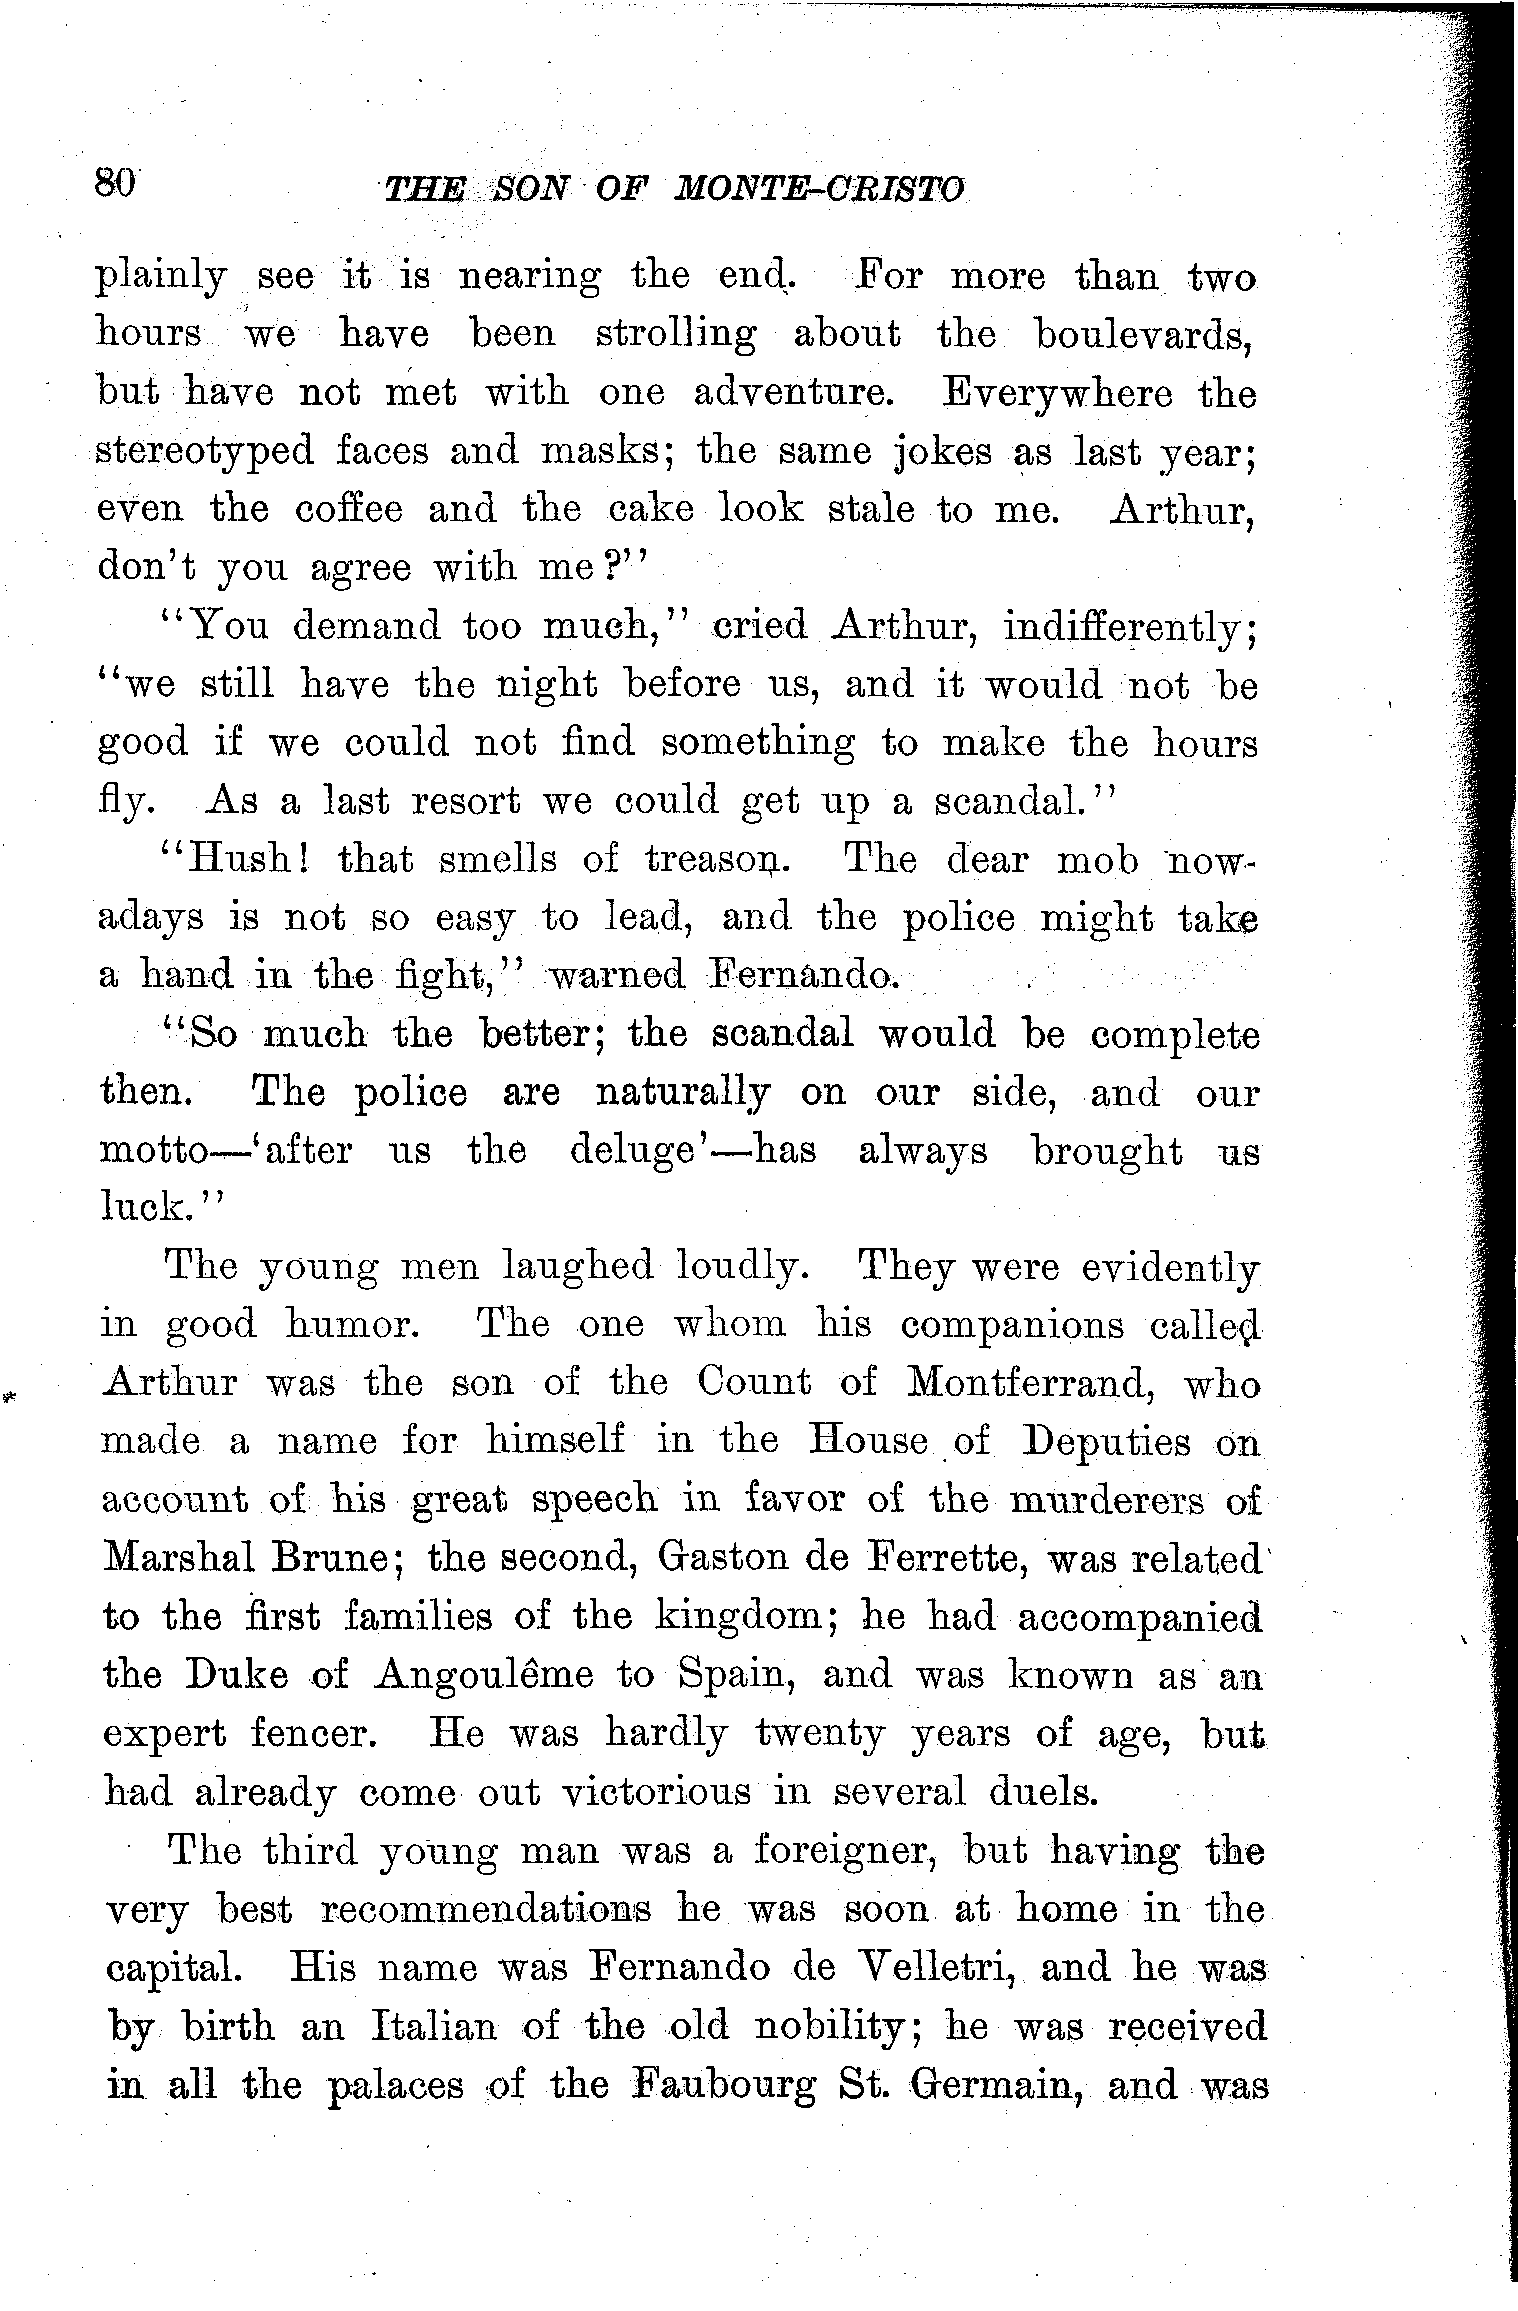 80 THE SON OF MONTE-CRISTO
plainly see it is nearing the end. For more than two
hours we have been strolling about the boulevards,
but have not met with one adventure. Everywhere the
stereotyped faces and masks; the same jokes as last year;
even the coffee and the cake look stale to me. Arthur,
don't you agree with me?"
"You demand too much," cried Arthur, indifferently;
"we still have the night before us, and it would not be
good if we could not find something to make the hours
fly. As a last resort we could get up a scandal."
"Hush! that smells of treason. The dear mob now-
adays is not so easy to lead, and the police might take
a hand in the fight," warned Fernando.
"So much the better; the scandal would be complete
then. The police are naturally on our side, and our
motto—'after us the deluge'—has always brought us
luck."
The young men laughed loudly. They were evidently
in good humor. The one whom his companions called
Arthur was the son of the Count of Montferrand, who
made a name for himself in the House of Deputies on
account of his great speech in favor of the murderers of
Marshal Brune; the second, Gaston de Ferrette, was related
to the first families of the kingdom; he had accompanied
the Duke of Angoulême to Spain, and was known as an
expert fencer. He was hardly twenty years of age, but
had already come out victorious in several duels.
The third young man was a foreigner, but having the
very best recommendations he was soon at home in the
capital. His name was Fernando de Velletri, and he was
by birth an Italian of the old nobility; he was received
in all the palaces of the Faubourg St. Germain, and was